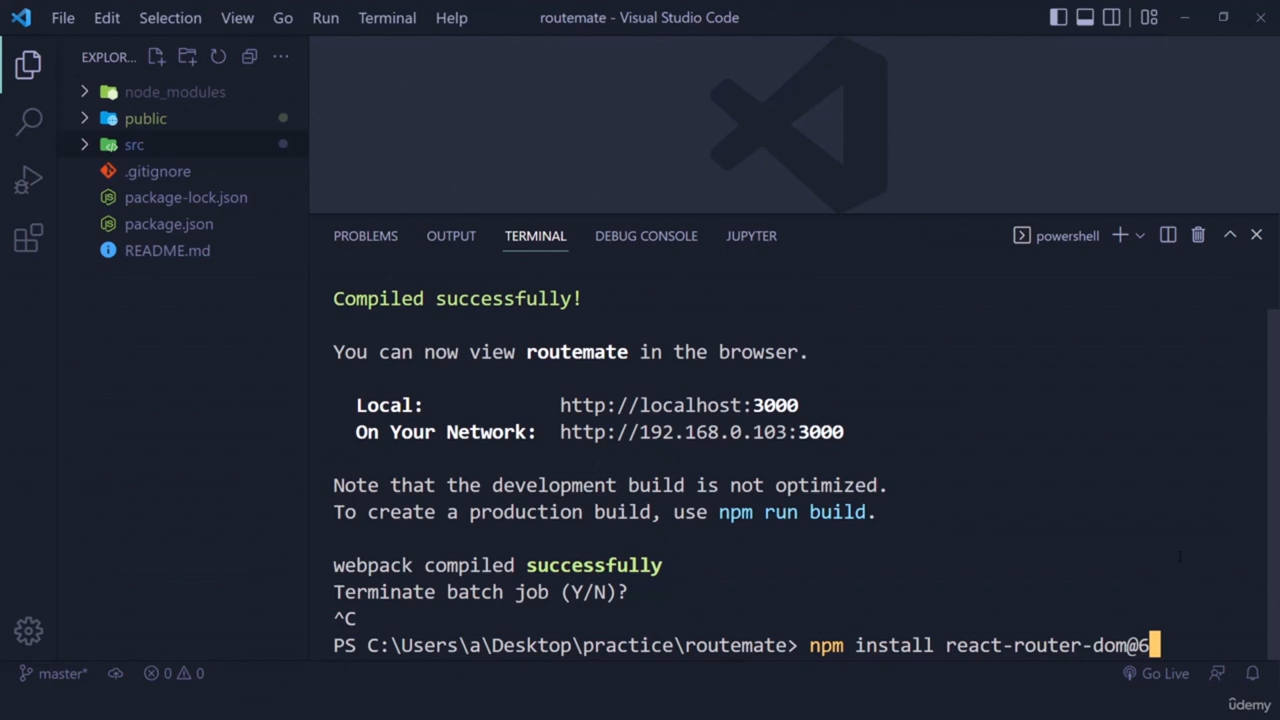 File Edit Selection View Go Run Terminal Help routemate - Visual Studio Code
EXPLOR...
node_modules
public
src
.gitignore
package-lock.json
package.json
README.md
PROBLEMS OUTPUT TERMINAL DEBUG CONSOLE JUPYTER powershell
Compiled successfully!
You can now view routemate in the browser.
Local: http://localhost:3000
On Your Network: http://192.168.0.103:3000
Note that the development build is not optimized.
To create a production build, use npm run build.
webpack compiled successfully
Terminate batch job (Y/N)?
^C
PS C:\Users\a\Desktop\practice\routemate> npm install react-router-dom@6
master* 0 0 Go Live
udemy